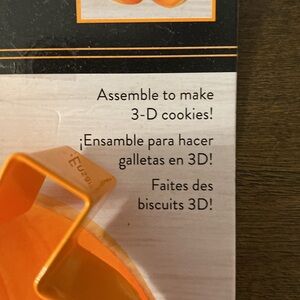 Assemble to make
3-D cookies!
¡Ensamble para hacer
galletas en 3D!
Faites des
biscuits 3D!